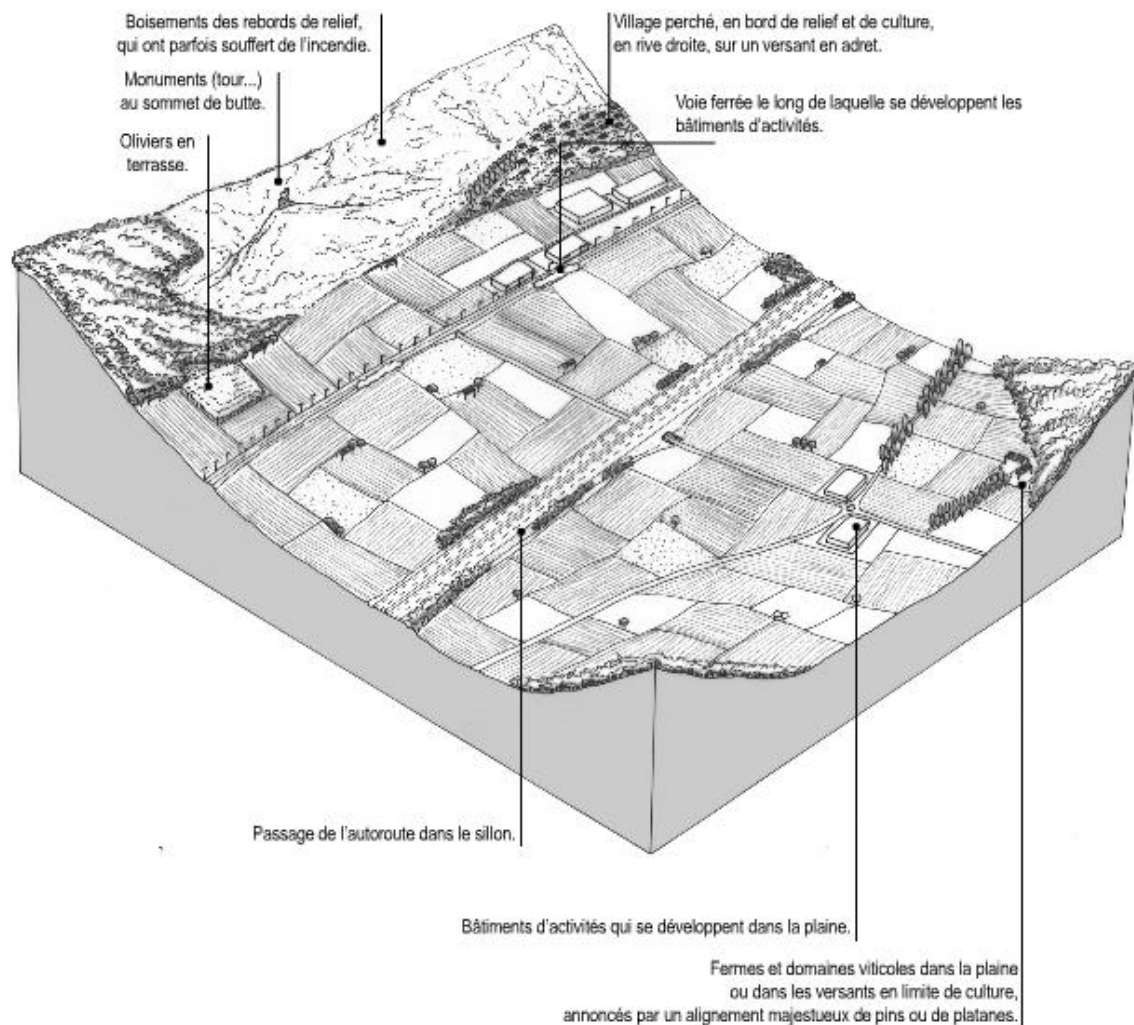 Boisements des rebords de relief,
qui ont parfois souffert de l'incendie.
Monuments (tour...)
au sommet de butte.
Oliviers en
terrasse.
Village perché, en bord de relief et de culture,
en rive droite, sur un versant en adret.
Voie ferrée le long de laquelle se développent les
bâtiments d'activités.
Passage de l'autoroute dans le sillon.
Bâtiments d'activités qui se développent dans la plaine.
Fermes et domaines viticoles dans la plaine
ou dans les versants en limite de culture,
annoncés par un alignement majestueux de pins ou de platanes.